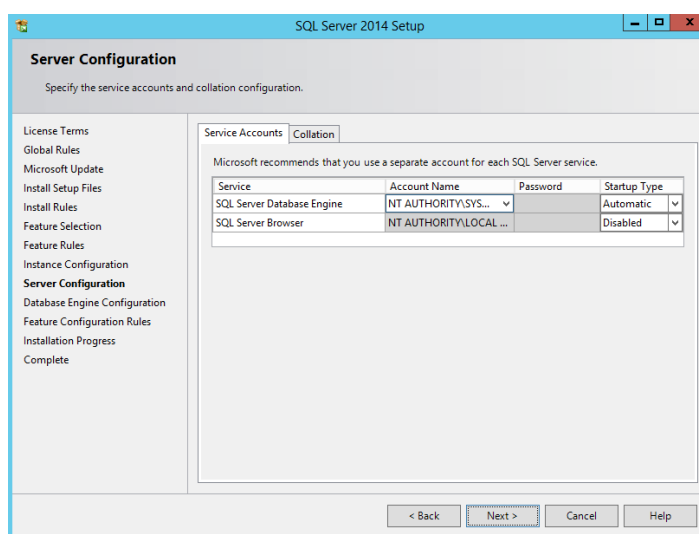 SQL Server 2014 Setup
Server Configuration
Specify the service accounts and collation configuration.
License Terms
Global Rules
Microsoft Update
Install Setup Files
Install Rules
Feature Selection
Feature Rules
Instance Configuration
Server Configuration
Database Engine Configuration
Feature Configuration Rules
Installation Progress
Complete
Service Accounts Collation
Microsoft recommends that you use a separate account for each SQL Server service.
Service Account Name Password Startup Type
SQL Server Database Engine NT AUTHORITY\SYS... Automatic
SQL Server Browser NT AUTHORITY\LOCAL ... Disabled
< Back Next > Cancel Help